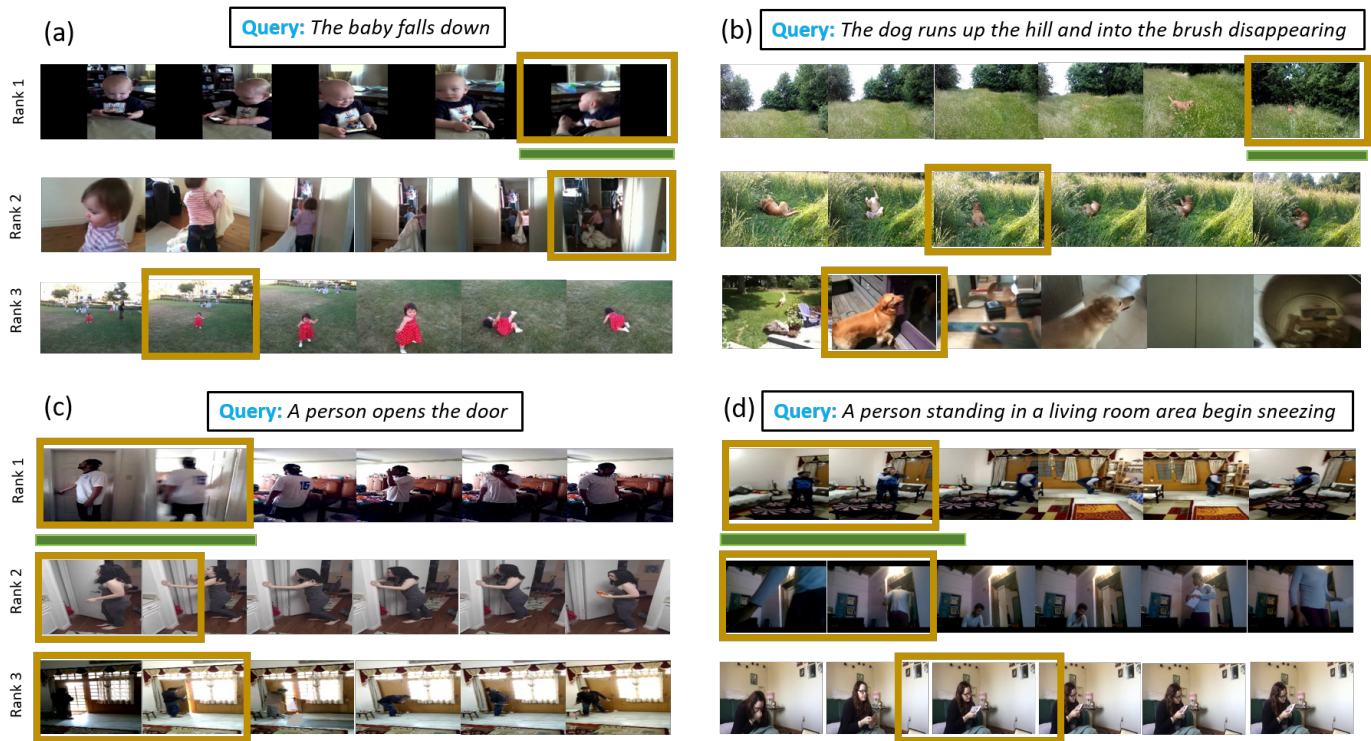 (a)
Query: The baby falls down
Rank 1
Rank 2
Rank 3
(b)
Query: The dog runs up the hill and into the brush disappearing
(c)
Query: A person opens the door
Rank 1
15
Rank 2
Rank 3
(d)
Query: A person standing in a living room area begin sneezing